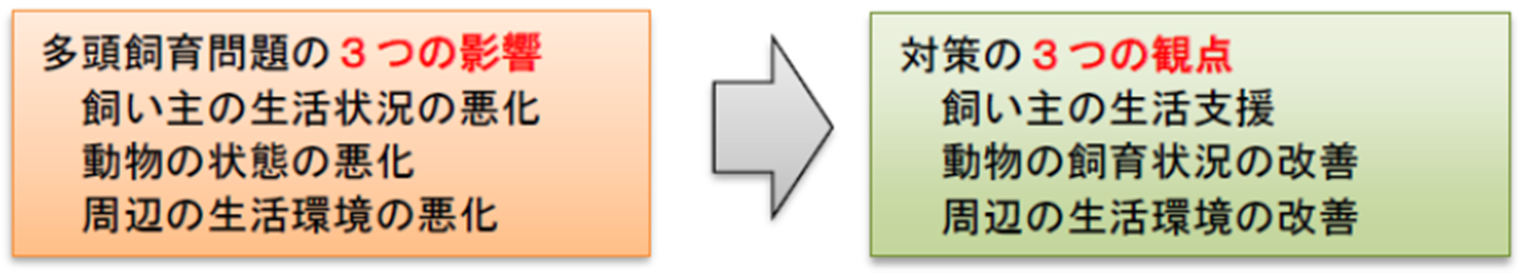 多頭飼育問題の３つの影響
飼い主の生活状況の悪化
動物の状態の悪化
周辺の生活環境の悪化
対策の３つの観点
飼い主の生活支援
動物の飼育状況の改善
周辺の生活環境の改善